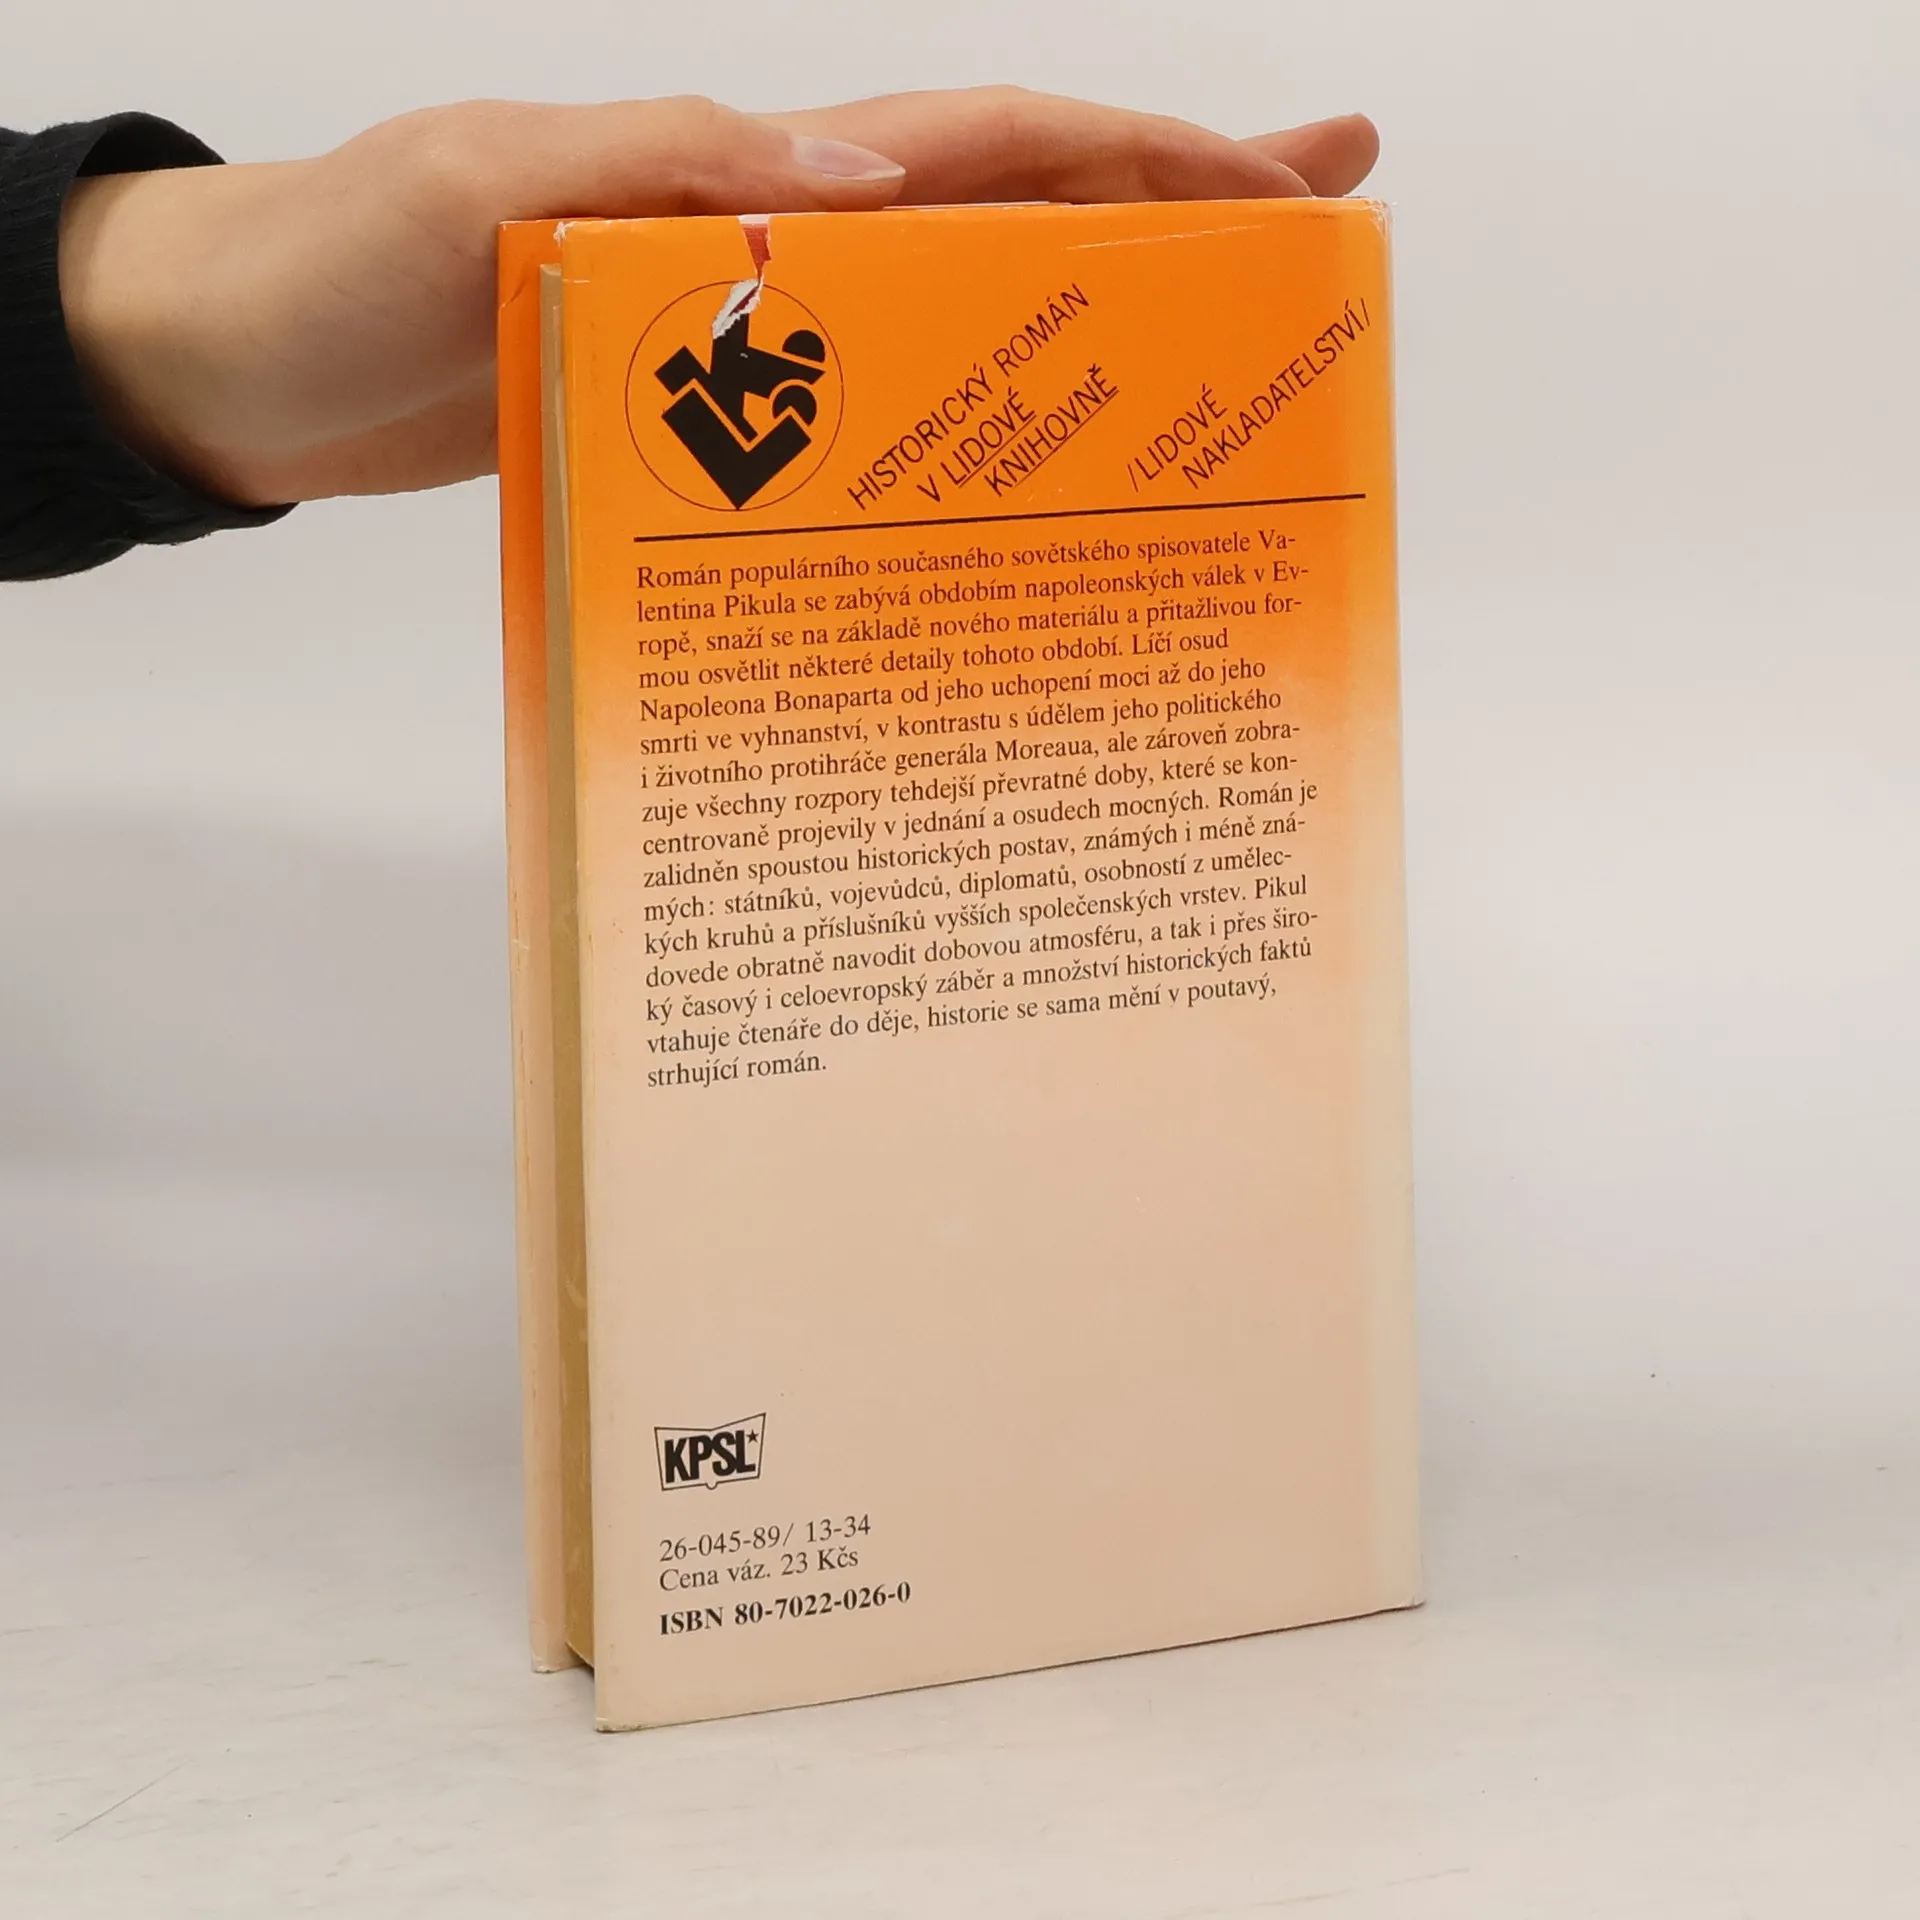 HISTORICKÝ ROMÁN
V LIDOVÉ
KNIHOVNĚ
/LIDOVÉ
NAKLADATELSTVÍ/
Román populárního současného sovětského spisovatele Va-
lentina Pikula se zabývá obdobím napoleonských válek v Ev-
ropě, snaží se na základě nového materiálu a přitažlivou for-
mou osvětlit některé detaily tohoto období. Líčí osud
Napoleona Bonaparta od jeho uchopení moci až do jeho
smrti ve vyhnanství, v kontrastu s údělem jeho politického
i životního protihráče generála Moreaua, ale zároveň zobra-
zuje všechny rozpory tehdejší převratné doby, které se kon-
centrovaně projevily v jednání a osudech mocných. Román je
zalidněn spoustou historických postav, známých i méně zná-
mých: státníků, vojevůdců, diplomatů, osobností z umělec-
kých kruhů a příslušníků vyšších společenských vrstev. Pikul
dovede obratně navodit dobovou atmosféru, a tak i přes širo-
ký časový i celoevropský záběr a množství historických faktů
vtahuje čtenáře do děje, historie se sama mění v poutavý,
strhující román.
KPSL
26-045-89/ 13-34
Cena váz. 23 Kčs
ISBN 80-7022-026-0